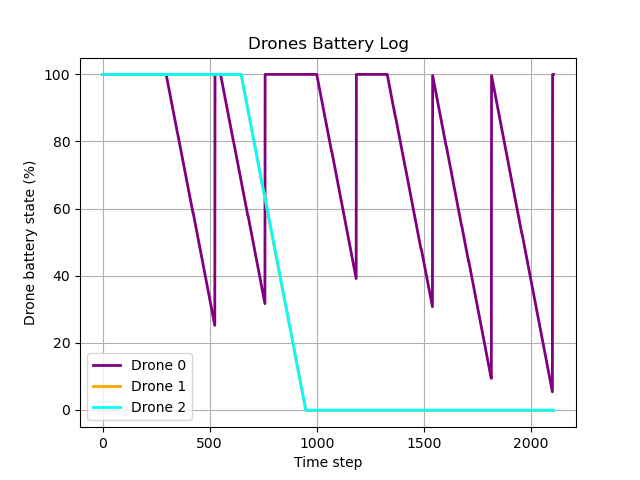 Drones Battery Log
Drone battery state (%)
100
80
60
40
20
0
Drone 0
Drone 1
Drone 2
0 500 1000 1500 2000
Time step